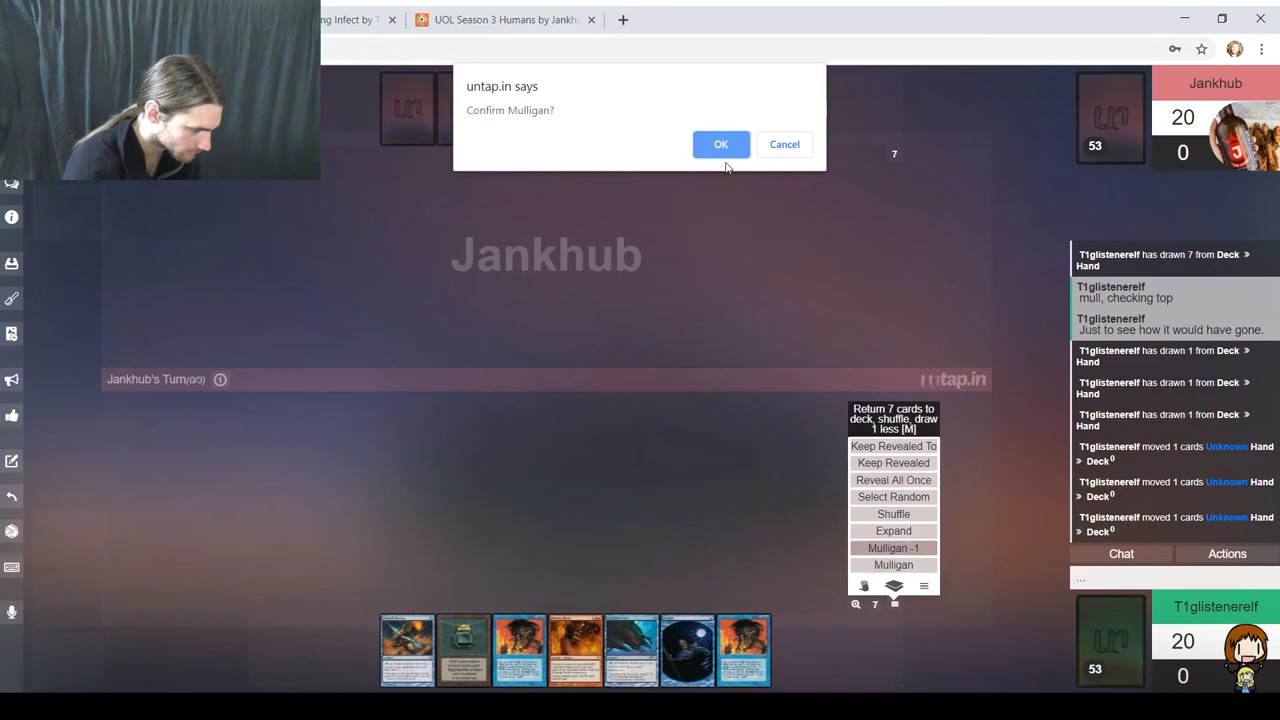 ng Infect by T
UOL Season 3 Humans by Jankh
untap.in says
Confirm Mulligan?
OK
Cancel
7
53
Jankhub
20
0
Jankhub
T1glistenerelf has drawn 7 from Deck »
Hand
T1glistenerelf
mull, checking top
T1glistenerelf
Just to see how it would have gone.
T1glistenerelf has drawn 1 from Deck »
Hand
T1glistenerelf has drawn 1 from Deck »
Hand
T1glistenerelf has drawn 1 from Deck »
Hand
T1glistenerelf moved 1 cards Unknown Hand
» Deck0
T1glistenerelf moved 1 cards Unknown Hand
» Deck0
T1glistenerelf moved 1 cards Unknown Hand
» Deck0
Jankhub's Turn(0/3) 1
untap.in
Return 7 cards to
deck, shuffle, draw
1 less [M]
Keep Revealed To
Keep Revealed
Reveal All Once
Select Random
Shuffle
Expand
Mulligan -1
Mulligan
7
Chat
Actions
...
53
T1glistenerelf
20
0